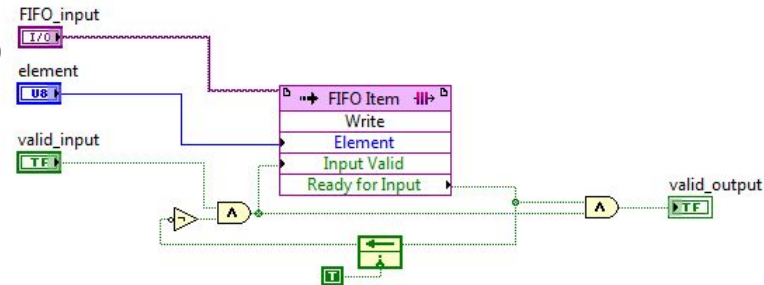 FIFO_input
I/O
element
U8
FIFO Item
Write
Element
valid_input
TF
Input Valid
Ready for Input
valid_output
TF
T